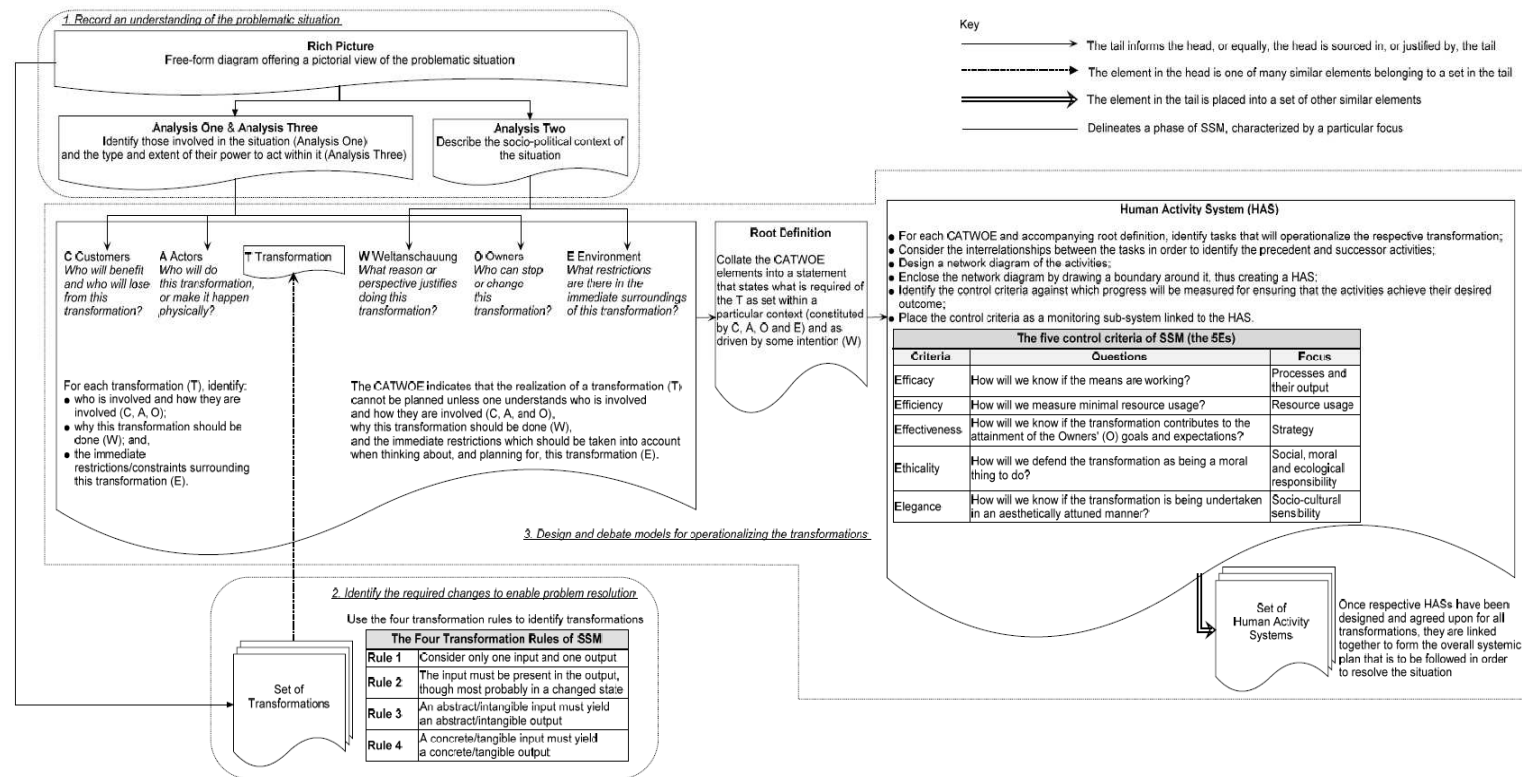 1. Record an understanding of the problematic situation
Rich Picture
Free-form diagram offering a pictorial view of the problematic situation
Analysis One & Analysis Three
Identify those involved in the situation (Analysis One)
and the type and extent of their power to act within it (Analysis Three)
Analysis Two
Describe the socio-political context of
the situation
Key
The tail informs the head, or equally, the head is sourced in, or justified by, the tail
The element in the head is one of many similar elements belonging to a set in the tail
The element in the tail is placed into a set of other similar elements
Delineates a phase of SSM, characterized by a particular focus
C Customers
Who will benefit
and who will lose
from this
transformation?
A Actors
Who will do
this transformation,
or make it happen
physically?
T Transformation
W Weltanschauung
What reason or
perspective justifies
doing this
transformation?
O Owners
Who can stop
or change
this
transformation?
E Environment
What restrictions
are there in the
immediate surroundings
of this transformation?
For each transformation (T), identify:
● who is involved and how they are
involved (C, A, O);
● why this transformation should be
done (W); and,
● the immediate
restrictions/constraints surrounding
this transformation (E).
The CATWOE indicates that the realization of a transformation (T)
cannot be planned unless one understands who is involved
and how they are involved (C, A, and O),
why this transformation should be done (W),
and the immediate restrictions which should be taken into account
when thinking about, and planning for, this transformation (E).
Root Definition
Collate the CATWOE
elements into a statement
that states what is required of
the T as set within a
particular context (constituted
by C, A, O and E) and as
driven by some intention (W)
Human Activity System (HAS)
● For each CATWOE and accompanying root definition, identify tasks that will operationalize the respective transformation;
● Consider the interrelationships between the tasks in order to identify the precedent and successor activities;
● Design a network diagram of the activities;
● Enclose the network diagram by drawing a boundary around it, thus creating a HAS;
● Identify the control criteria against which progress will be measured for ensuring that the activities achieve their desired
outcome;
● Place the control criteria as a monitoring sub-system linked to the HAS.
The five control criteria of SSM (the 5Es)
Criteria Questions Focus
Efficacy How will we know if the means are working? Processes and
their output
Efficiency How will we measure minimal resource usage? Resource usage
Effectiveness How will we know if the transformation contributes to the
attainment of the Owners' (O) goals and expectations? Strategy
Ethicality How will we defend the transformation as being a moral
thing to do? Social, moral
and ecological
responsibility
Elegance How will we know if the transformation is being undertaken
in an aesthetically attuned manner? Socio-cultural
sensibility
3. Design and debate models for operationalizing the transformations
2. Identify the required changes to enable problem resolution
Use the four transformation rules to identify transformations
Set of
Transformations
The Four Transformation Rules of SSM
Rule 1 Consider only one input and one output
Rule 2 The input must be present in the output,
though most probably in a changed state
Rule 3 An abstract/intangible input must yield
an abstract/intangible output
Rule 4 A concrete/tangible input must yield
a concrete/tangible output
Set of
Human Activity
Systems
Once respective HASs have been
designed and agreed upon for all
transformations, they are linked
together to form the overall systemic
plan that is to be followed in order
to resolve the situation